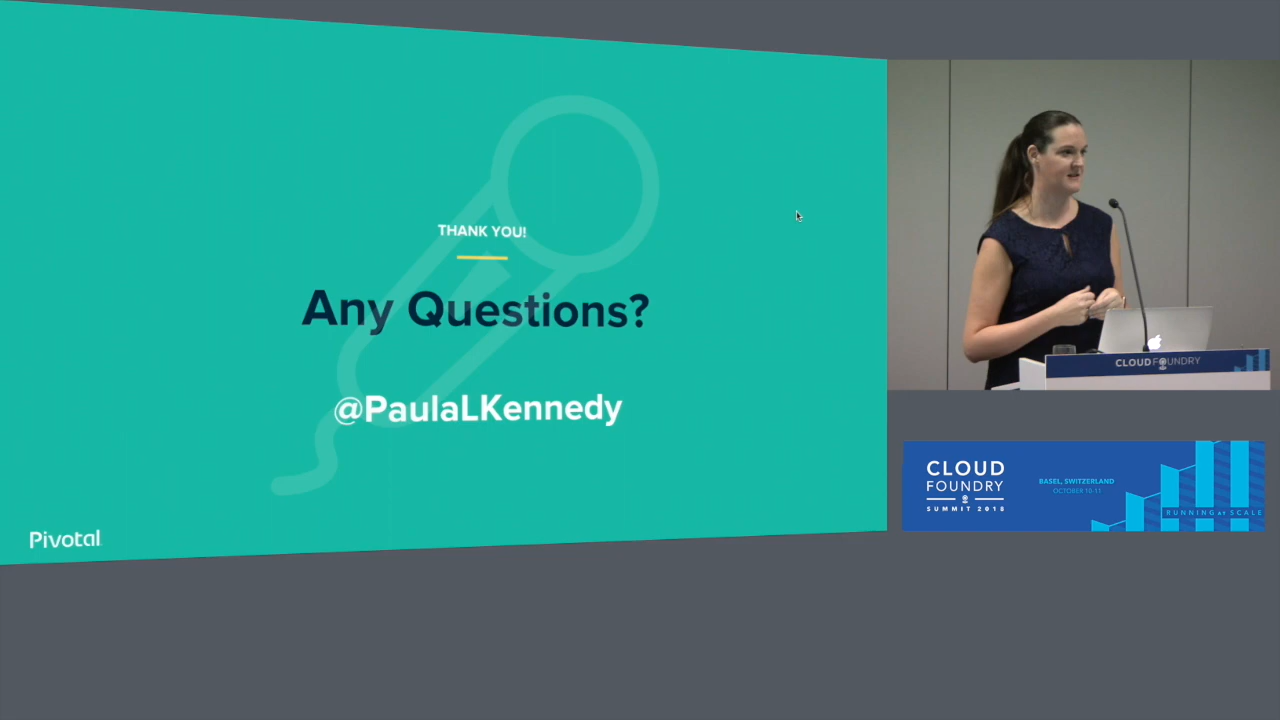 THANK YOU!
Any Questions?
@PaulaLKennedy
Pivotal
CLOUD FOUNDRY
CLOUD
FOUNDRY
SUMMIT 2018
BASEL, SWITZERLAND
OCTOBER 10-11
RUNNING at SCALE